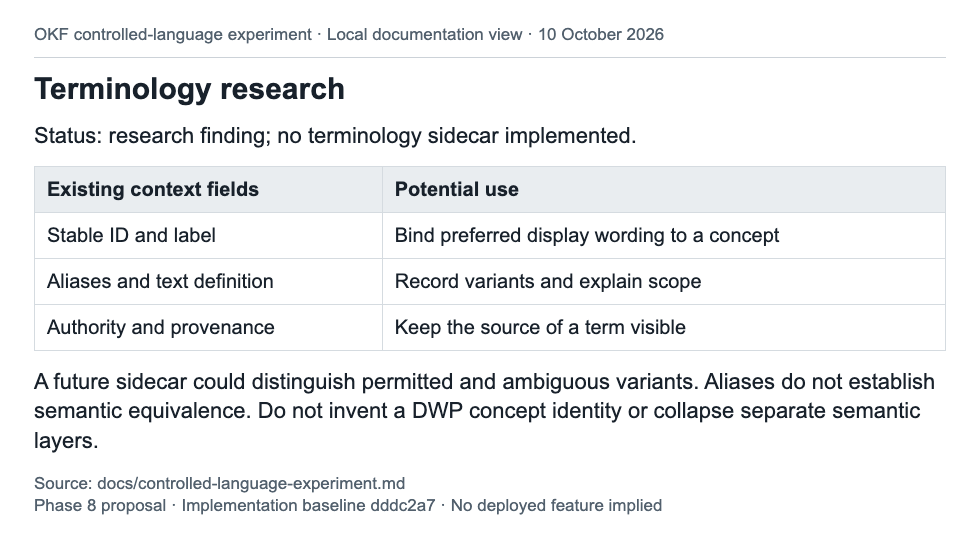 OKF controlled-language experiment · Local documentation view · 10 October 2026
Terminology research
Status: research finding; no terminology sidecar implemented.
Existing context fields Potential use
Stable ID and label Bind preferred display wording to a concept
Aliases and text definition Record variants and explain scope
Authority and provenance Keep the source of a term visible
A future sidecar could distinguish permitted and ambiguous variants. Aliases do not establish
semantic equivalence. Do not invent a DWP concept identity or collapse separate semantic
layers.
Source: docs/controlled-language-experiment.md
Phase 8 proposal · Implementation baseline dddc2a7 · No deployed feature implied